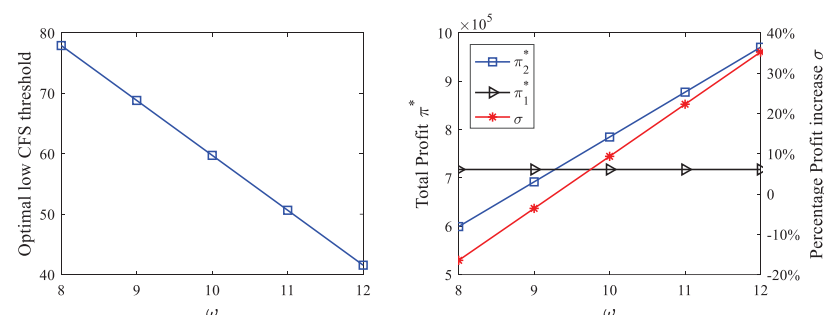 80
70
60
50
40
8 9 10 11 12
Optimal low CFS threshold
ω
×10⁵
10
9
8
7
6
5
8 9 10 11 12
Total Profit π*
π₂*
π₁*
σ
40%
30%
20%
10%
0
-10%
-20%
Percentage Profit increase σ
ω